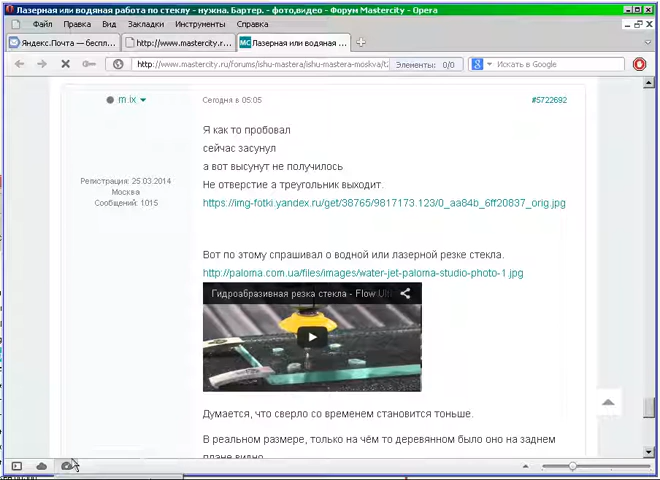 Лазерная или водяная работа по стеклу - нужна. Бартер. - фото,видео - Форум Mastercity - Opera
Файл Правка Вид Закладки Инструменты Справка
Яндекс.Почта — беспл... http://www.mastercity.r... Лазерная или водяная ...
http://www.mastercity.ru/forums/ishu-mastera/ishu-mastera-moskva/t2 Элементы: 0/0 Искать в Google
m ix Сегодня в 05:05 #5722692
Я как то пробовал
сейчас засунул
а вот высунут не получилось
Регистрация: 25.03.2014
Не отверстие а треугольник выходит.
Москва
Сообщений: 1015
https://img-fotki.yandex.ru/get/38765/9817173.123/0_aa84b_6ff20837_orig.jpg
Вот по этому спрашивал о водной или лазерной резке стекла.
http://paloma.com.ua/files/images/water-jet-paloma-studio-photo-1.jpg
Гидроабразивная резка стекла - Flow Ul
Думается, что сверло со временем становится тоньше.
В реальном размере, только на чём то деревянном было оно на заднем
плане видно